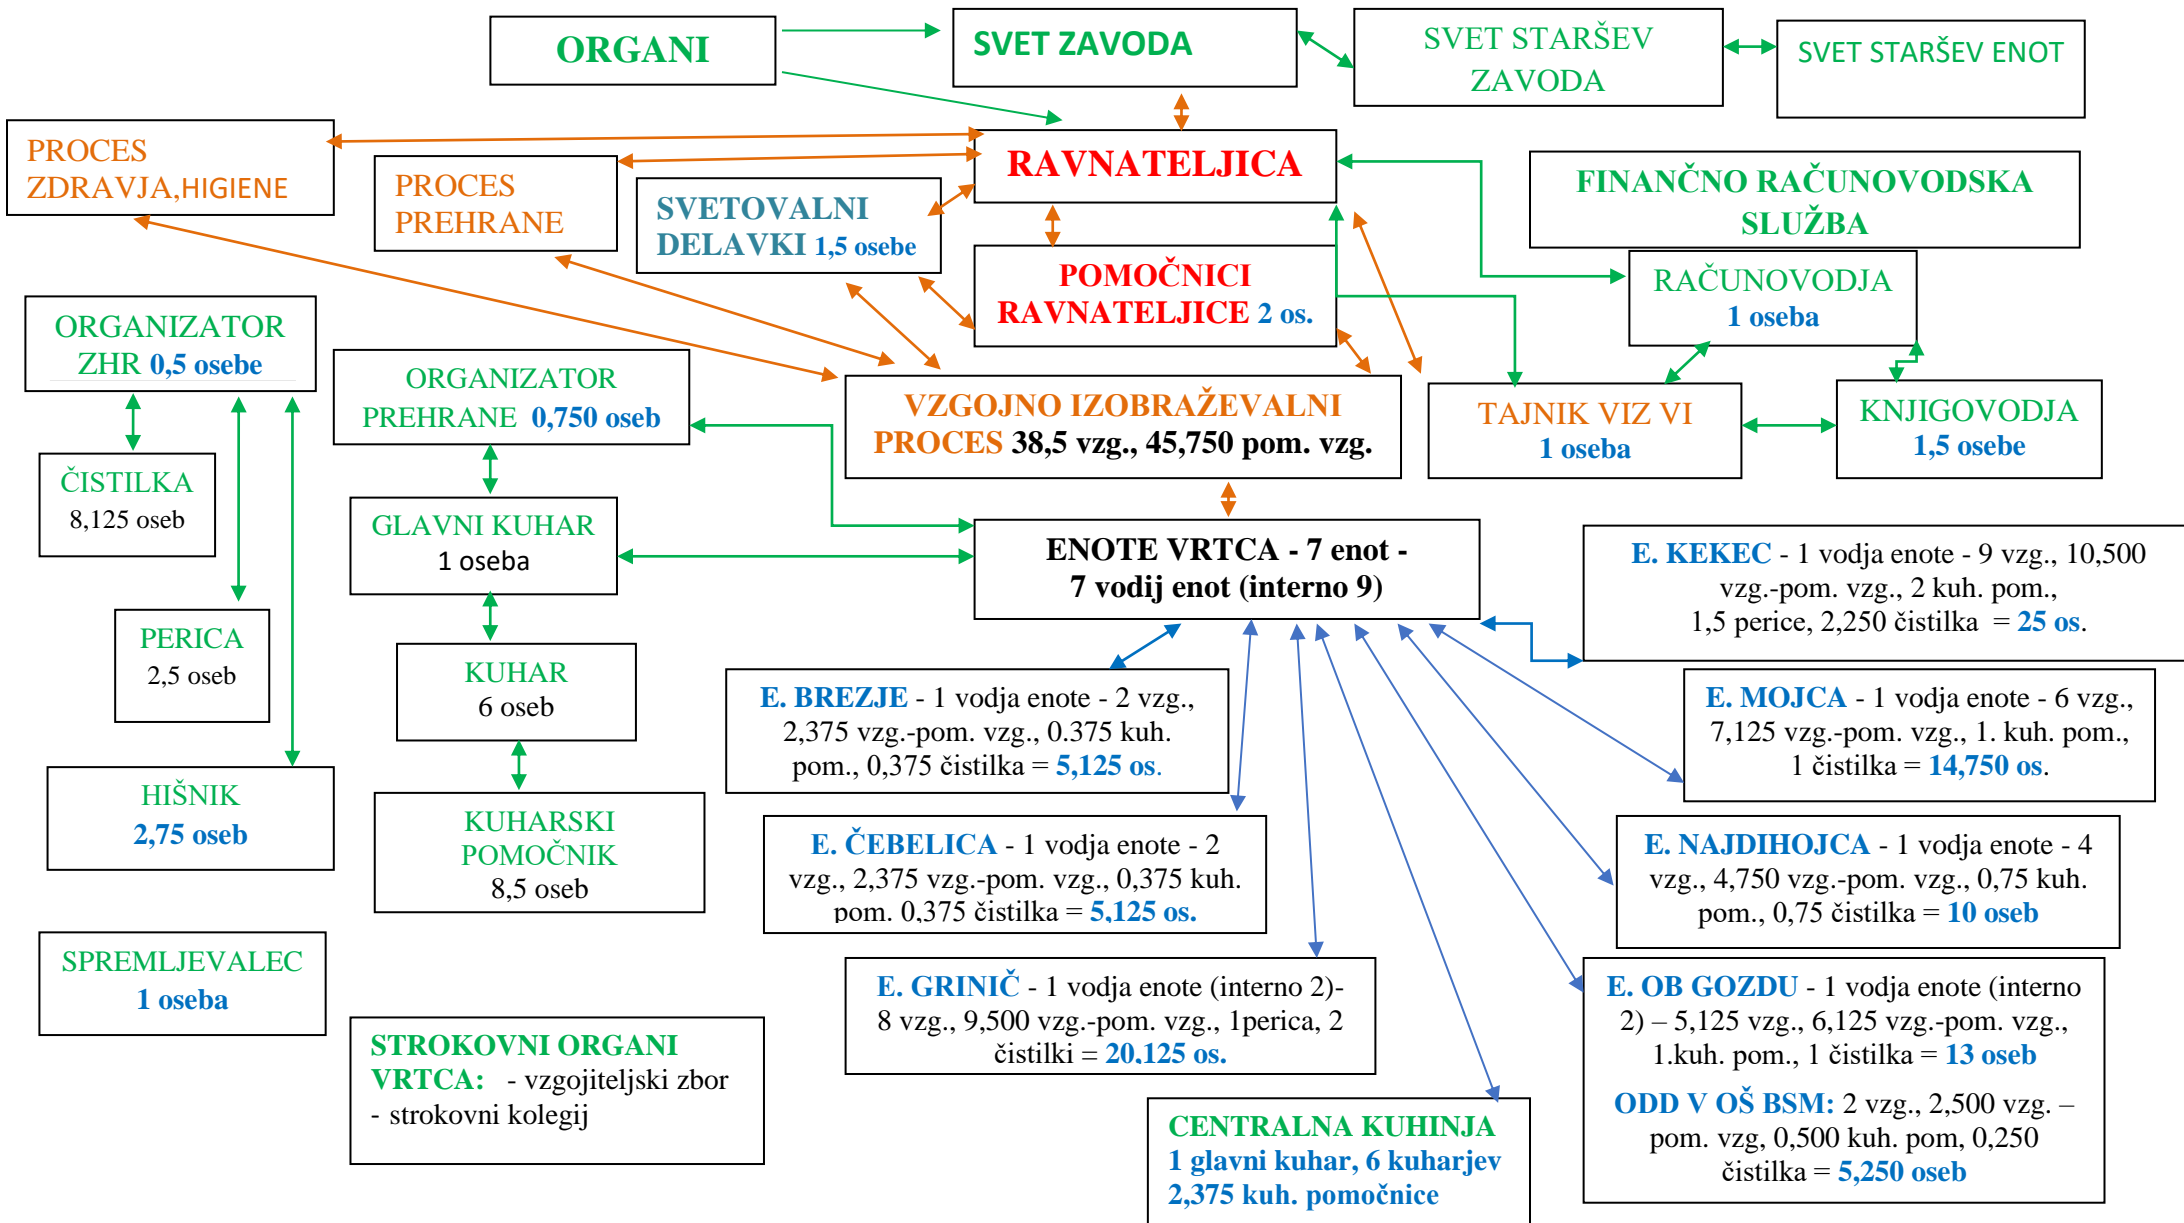 ORGANI
SVET ZAVODA
SVET STARŠEV
ZAVODA
SVET STARŠEV ENOT
PROCES
ZDRAVJA,HIGIENE
PROCES
PREHRANE
SVETOVALNI
DELAVKI 1,5 osebe
RAVNATELJICA
FINANČNO RAČUNOVODSKA
SLUŽBA
POMOČNICI
RAVNATELJICE 2 os.
RAČUNOVODJA
1 oseba
ORGANIZATOR
ZHR 0,5 osebe
ORGANIZATOR
PREHRANE 0,750 oseb
VZGOJNO IZOBRAŽEVALNI
PROCES 38,5 vzg., 45,750 pom. vzg.
TAJNIK VIZ VI
1 oseba
KNJIGOVODJA
1,5 osebe
ČISTILKA
8,125 oseb
GLAVNI KUHAR
1 oseba
ENOTE VRTCA - 7 enot -
7 vodij enot (interno 9)
E. KEKEC - 1 vodja enote - 9 vzg., 10,500
vzg.-pom. vzg., 2 kuh. pom.,
1,5 perice, 2,250 čistilka = 25 os.
PERICA
2,5 oseb
KUHAR
6 oseb
E. BREZJE - 1 vodja enote - 2 vzg.,
2,375 vzg.-pom. vzg., 0.375 kuh.
pom., 0,375 čistilka = 5,125 os.
E. MOJCA - 1 vodja enote - 6 vzg.,
7,125 vzg.-pom. vzg., 1. kuh. pom.,
1 čistilka = 14,750 os.
HIŠNIK
2,75 oseb
KUHARSKI
POMOČNIK
8,5 oseb
E. ČEBELICA - 1 vodja enote - 2
vzg., 2,375 vzg.-pom. vzg., 0,375 kuh.
pom. 0,375 čistilka = 5,125 os.
E. NAJDIHOJCA - 1 vodja enote - 4
vzg., 4,750 vzg.-pom. vzg., 0,75 kuh.
pom., 0,75 čistilka = 10 oseb
SPREMLJEVALEC
1 oseba
E. GRINIČ - 1 vodja enote (interno 2)-
8 vzg., 9,500 vzg.-pom. vzg., 1perica, 2
čistilki = 20,125 os.
E. OB GOZDU - 1 vodja enote (interno
2) – 5,125 vzg., 6,125 vzg.-pom. vzg.,
1.kuh. pom., 1 čistilka = 13 oseb
ODD V OŠ BSM: 2 vzg., 2,500 vzg. –
pom. vzg, 0,500 kuh. pom, 0,250
čistilka = 5,250 oseb
STROKOVNI ORGANI
VRTCA: - vzgojiteljski zbor
- strokovni kolegij
CENTRALNA KUHINJA
1 glavni kuhar, 6 kuharjev
2,375 kuh. pomočnice